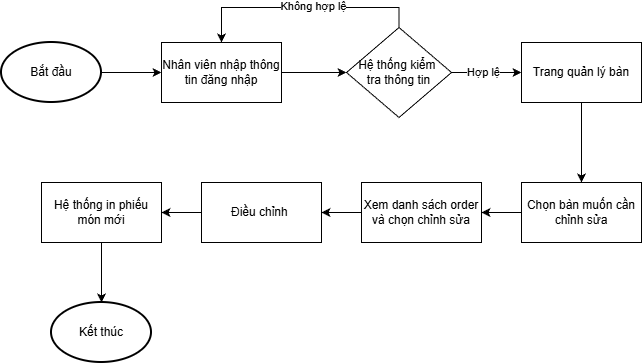 Không hợp lệ
Bắt đầu
Nhân viên nhập thông
tin đăng nhập
Hệ thống kiểm
tra thông tin
Hợp lệ
Trang quản lý bàn
Hệ thống in phiếu
món mới
Điều chỉnh
Xem danh sách order
và chọn chỉnh sửa
Chọn bàn muốn cần
chỉnh sửa
Kết thúc